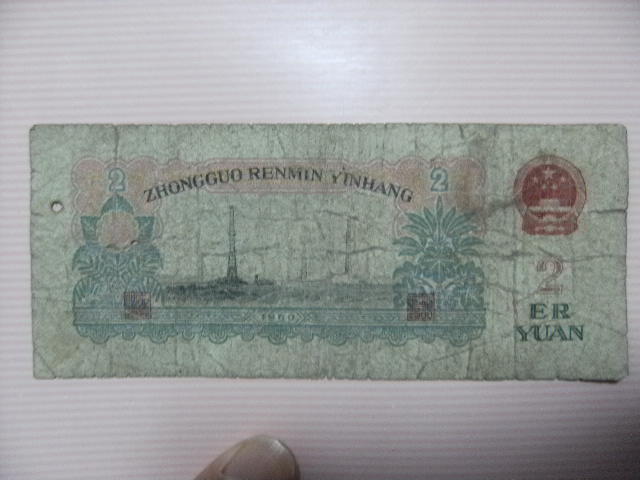 2 ZHONGGUO RENMIN YINHANG 2
1960
2
ER
YUAN